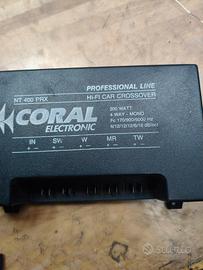 PROFESSIONAL LINE
NT 400 PRX
HI-FI CAR CROSSOVER
CORAL
ELECTRONIC
200 WATT
4 WAY - MONO
IN SW W MR TW
- + - + - + - + - +
subito